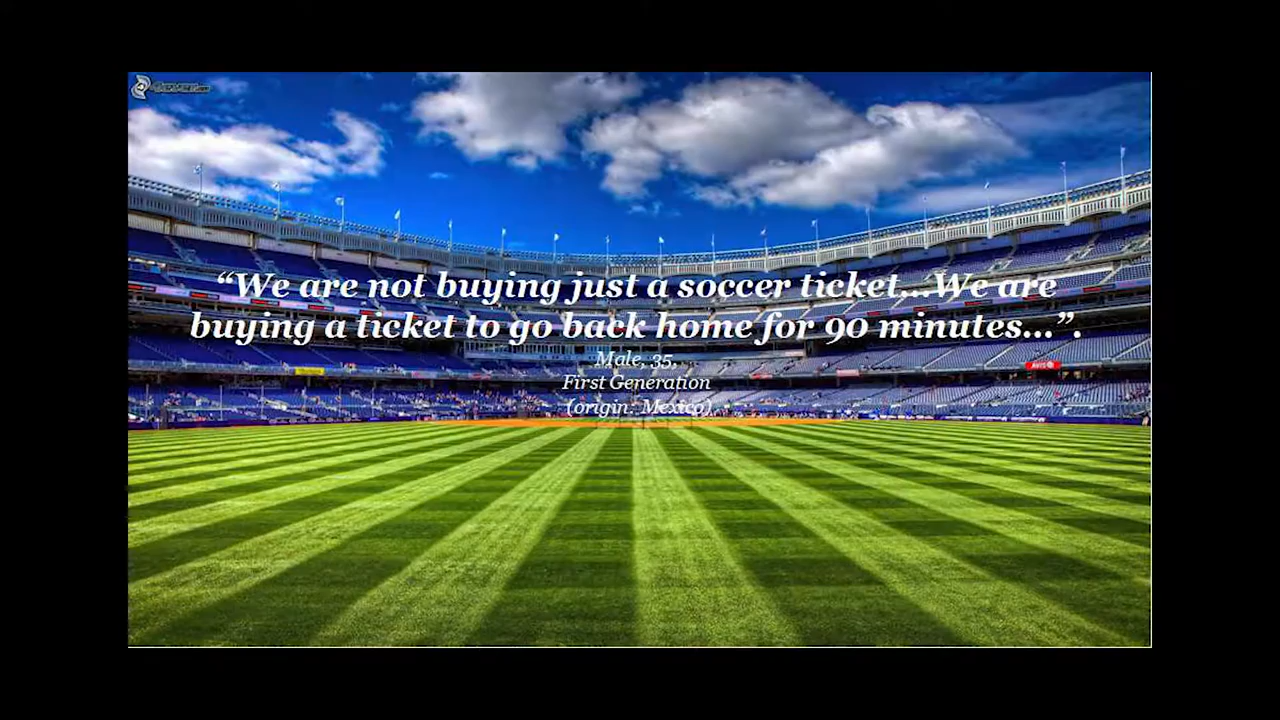 “We are not buying just a soccer ticket,..We are
buying a ticket to go back home for 90 minutes...”.
Male, 35,
First Generation
(origin: Mexico)